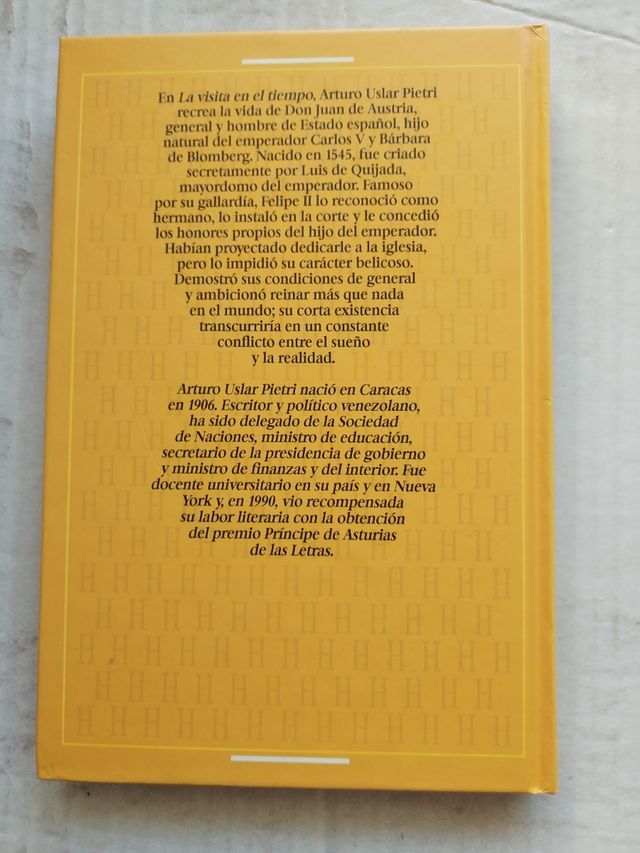 En La visita en el tiempo, Arturo Uslar Pietri
recrea la vida de Don Juan de Austria,
general y hombre de Estado español, hijo
natural del emperador Carlos V y Bárbara
de Blomberg. Nacido en 1545, fue criado
secretamente por Luis de Quijada,
mayordomo del emperador. Famoso
por su gallardía, Felipe II lo reconoció como
hermano, lo instaló en la corte y le concedió
los honores propios del hijo del emperador.
Habían proyectado dedicarle a la iglesia,
pero lo impidió su carácter belicoso.
Demostró sus condiciones de general
y ambicionó reinar más que nada
en el mundo; su corta existencia
transcurriría en un constante
conflicto entre el sueño
y la realidad.
Arturo Uslar Pietri nació en Caracas
en 1906. Escritor y político venezolano,
ha sido delegado de la Sociedad
de Naciones, ministro de educación,
secretario de la presidencia de gobierno
y ministro de finanzas y del interior. Fue
docente universitario en su país y en Nueva
York y, en 1990, vio recompensada
su labor literaria con la obtención
del premio Príncipe de Asturias
de las Letras.